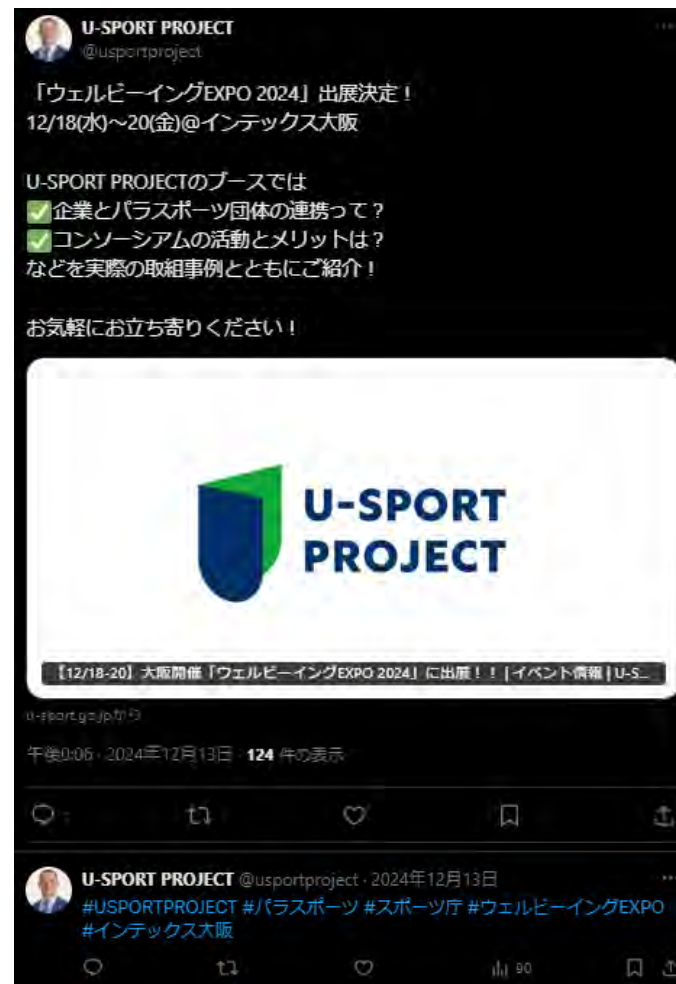 U-SPORT PROJECT
@usportproject
「ウェルビーイングEXPO 2024」出展決定！
12/18(水)～20(金)@インテックス大阪
U-SPORT PROJECTのブースでは
✅企業とパラスポーツ団体の連携って？
✅コンソーシアムの活動とメリットは？
などを実際の取組事例とともにご紹介！
お気軽にお立ち寄りください！
U-SPORT
PROJECT
【12/18-20】大阪開催「ウェルビーイングEXPO 2024」に出展！！ | イベント情報 | U-S...
u-sport.go.jpから
午後0:06 · 2024年12月13日 · 124 件の表示
U-SPORT PROJECT @usportproject · 2024年12月13日
#USPORTPROJECT #パラスポーツ #スポーツ庁 #ウェルビーイングEXPO
#インテックス大阪
90